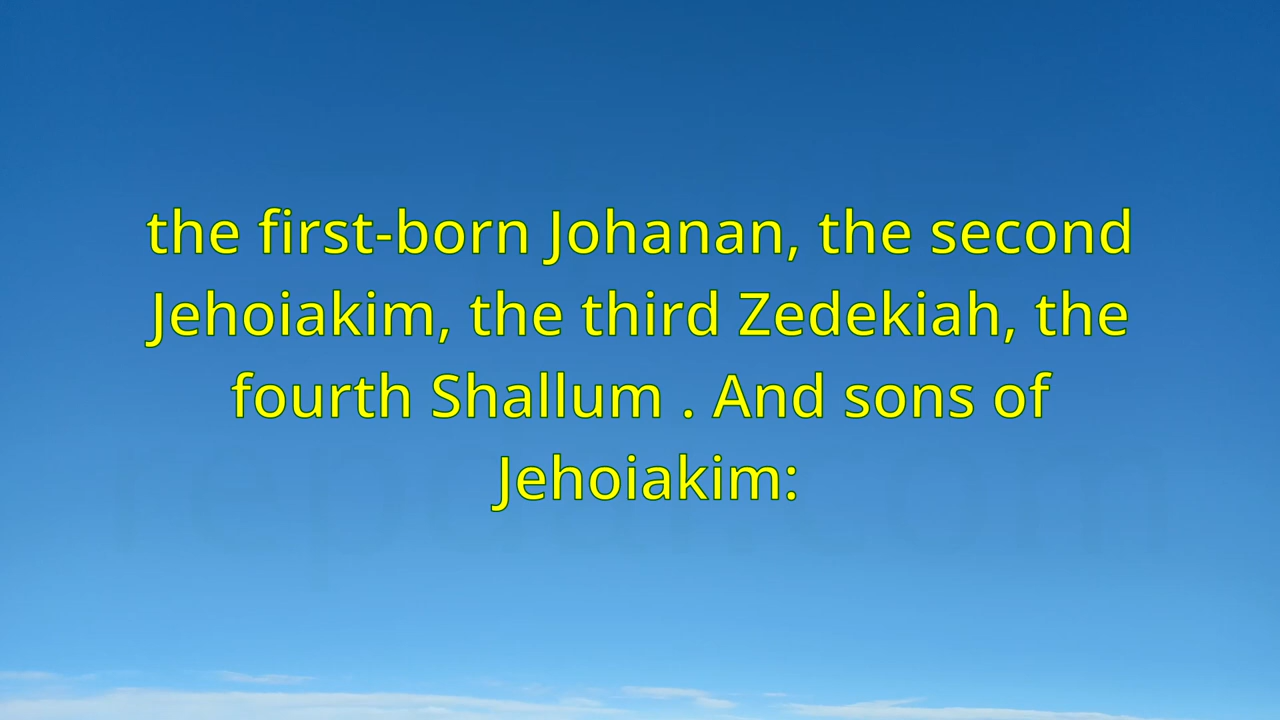 the first-born Johanan, the second
Jehoiakim, the third Zedekiah, the
fourth Shallum . And sons of
Jehoiakim: